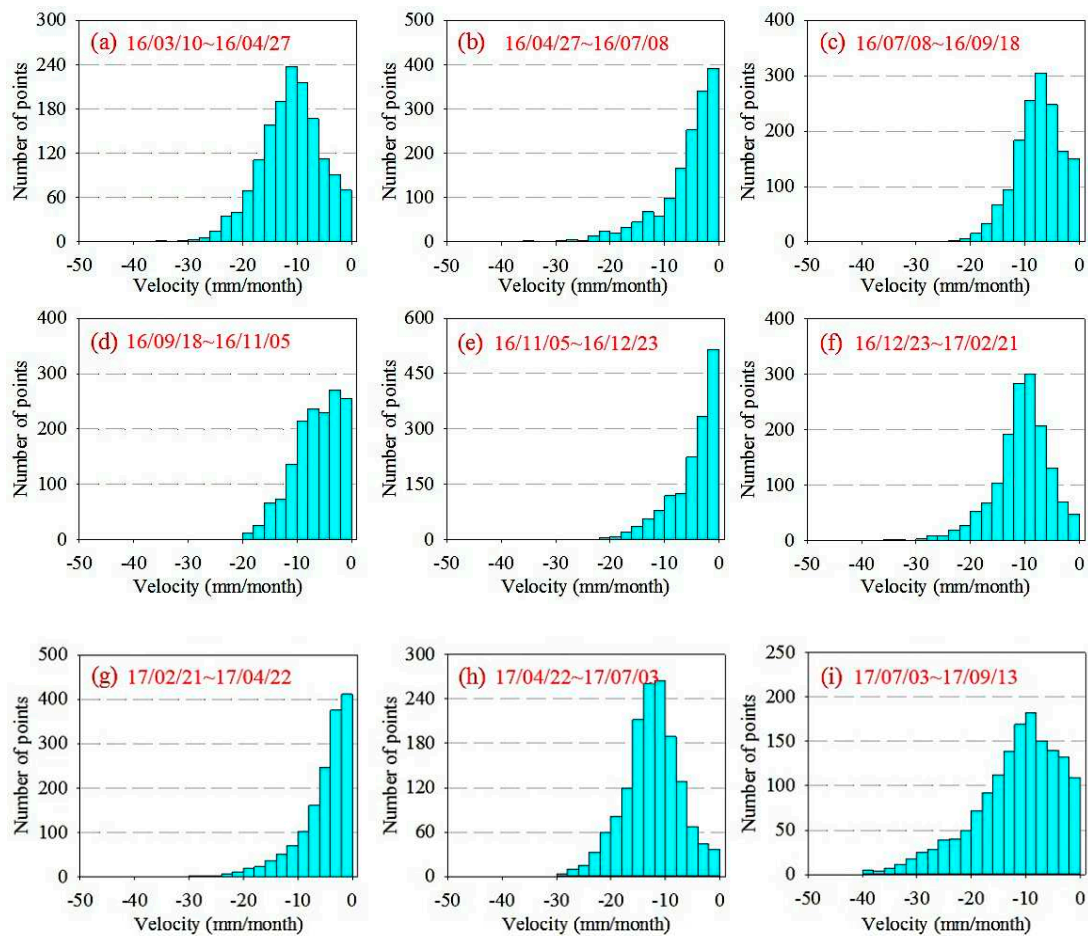 300
240
180
120
60
0
Number of points
(a) 16/03/10~16/04/27
-50 -40 -30 -20 -10 0
Velocity (mm/month)
500
400
300
200
100
0
Number of points
(b) 16/04/27~16/07/08
-50 -40 -30 -20 -10 0
Velocity (mm/month)
400
300
200
100
0
Number of points
(c) 16/07/08~16/09/18
-50 -40 -30 -20 -10 0
Velocity (mm/month)
400
300
200
100
0
Number of points
(d) 16/09/18~16/11/05
-50 -40 -30 -20 -10 0
Velocity (mm/month)
600
450
300
150
0
Number of points
(e) 16/11/05~16/12/23
-50 -40 -30 -20 -10 0
Velocity (mm/month)
400
300
200
100
0
Number of points
(f) 16/12/23~17/02/21
-50 -40 -30 -20 -10 0
Velocity (mm/month)
500
400
300
200
100
0
Number of points
(g) 17/02/21~17/04/22
-50 -40 -30 -20 -10 0
Velocity (mm/month)
300
240
180
120
60
0
Number of points
(h) 17/04/22~17/07/03
-50 -40 -30 -20 -10 0
Velocity (mm/month)
250
200
150
100
50
0
Number of points
(i) 17/07/03~17/09/13
-50 -40 -30 -20 -10 0
Velocity (mm/month)